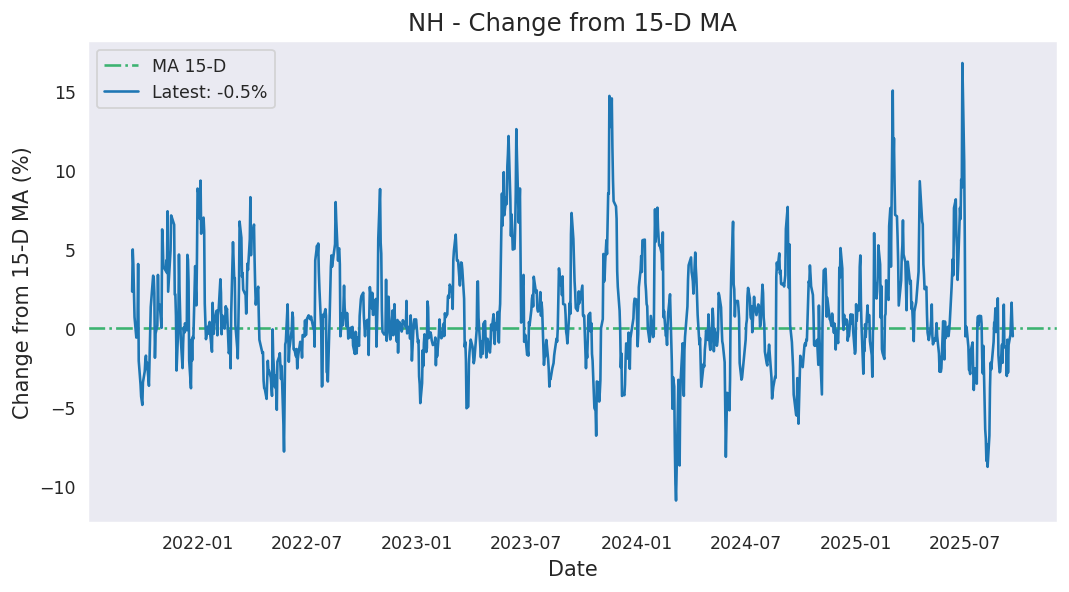 NH - Change from 15-D MA
MA 15-D
Latest: -0.5%
Change from 15-D MA (%)
15
10
5
0
−5
−10
2022-01
2022-07
2023-01
2023-07
2024-01
2024-07
2025-01
2025-07
Date